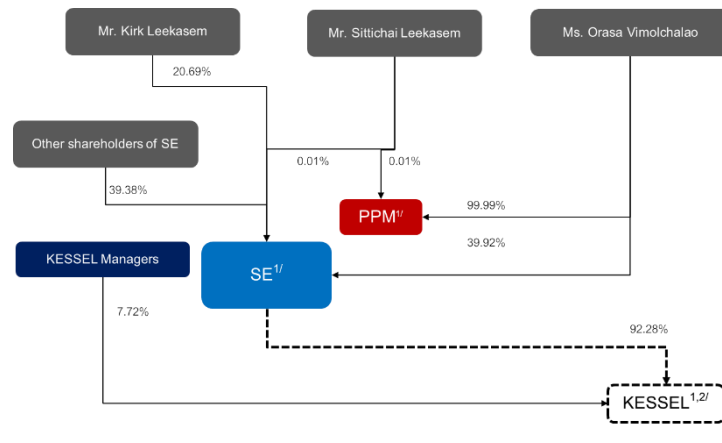 Mr. Kirk Leekasem
Mr. Sittichai Leekasem
Ms. Orasa Vimolchalao
20.69%
Other shareholders of SE
0.01%
0.01%
39.38%
99.99%
PPM1/
39.92%
KESSEL Managers
SE1/
7.72%
92.28%
KESSEL1,2/